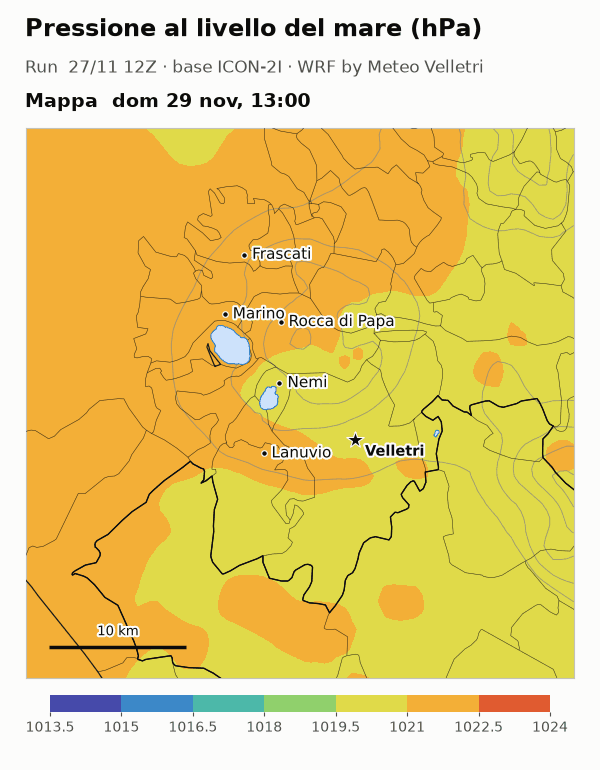 Pressione al livello del mare (hPa)
Run  27/11 12Z · base ICON-2I · WRF by Meteo Velletri
Mappa  dom 29 nov, 13:00
Frascati
Marino
Rocca di Papa
Nemi
Velletri
Lanuvio
10 km
1013.5 1015 1016.5 1018 1019.5 1021 1022.5 1024